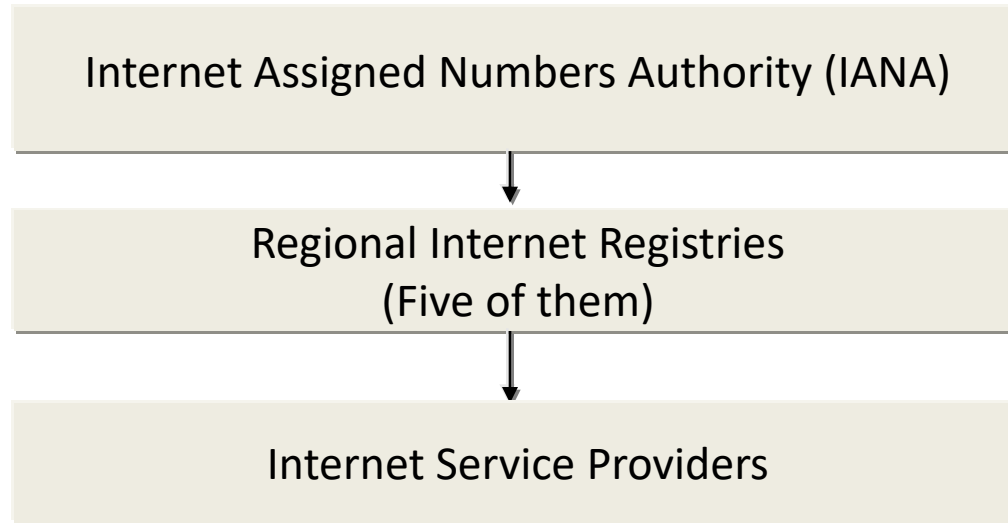 Internet Assigned Numbers Authority (IANA)
Regional Internet Registries
(Five of them)
Internet Service Providers